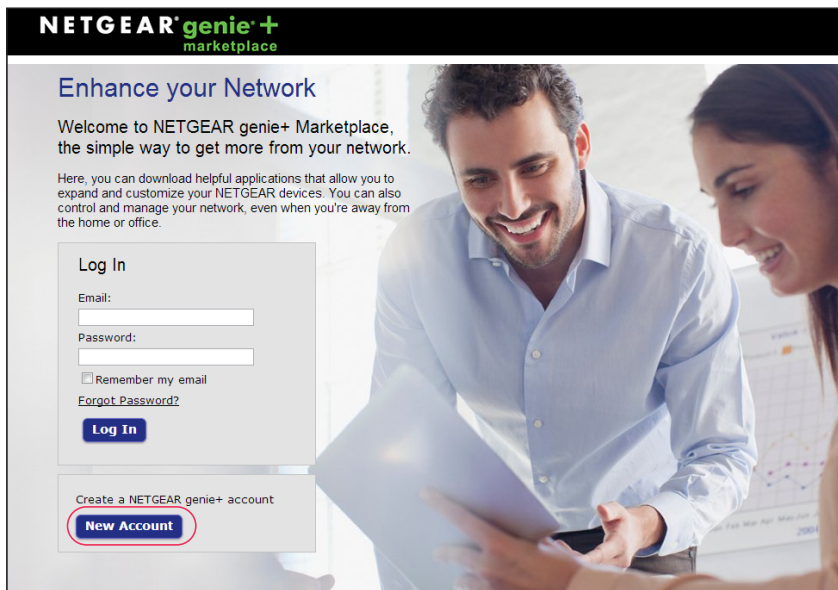 NETGEAR® genie®+
marketplace
Enhance your Network
Welcome to NETGEAR genie+ Marketplace,
the simple way to get more from your network.
Here, you can download helpful applications that allow you to
expand and customize your NETGEAR devices. You can also
control and manage your network, even when you're away from
the home or office.
Log In
Email:
Password:
Remember my email
Forgot Password?
Log In
Create a NETGEAR genie+ account
New Account